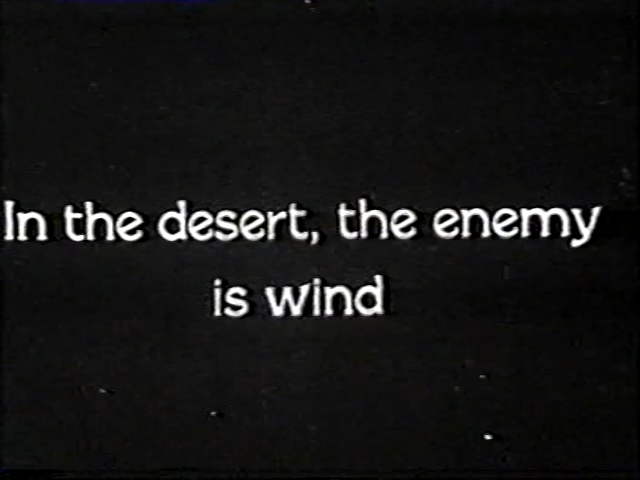 In the desert, the enemy
is wind